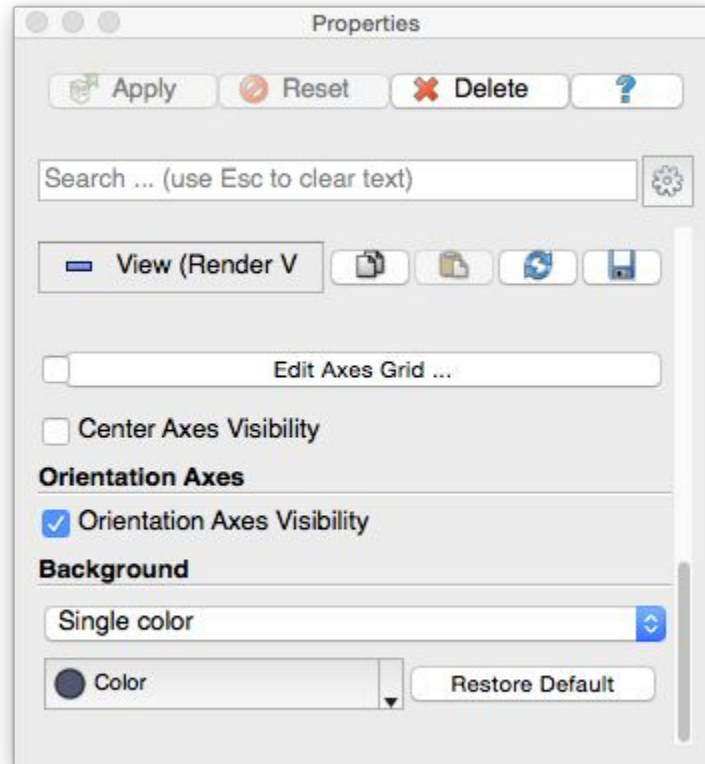 Properties
Apply Reset Delete ?
Search ... (use Esc to clear text)
View (Render V
Edit Axes Grid ...
Center Axes Visibility
Orientation Axes
Orientation Axes Visibility
Background
Single color
Color Restore Default